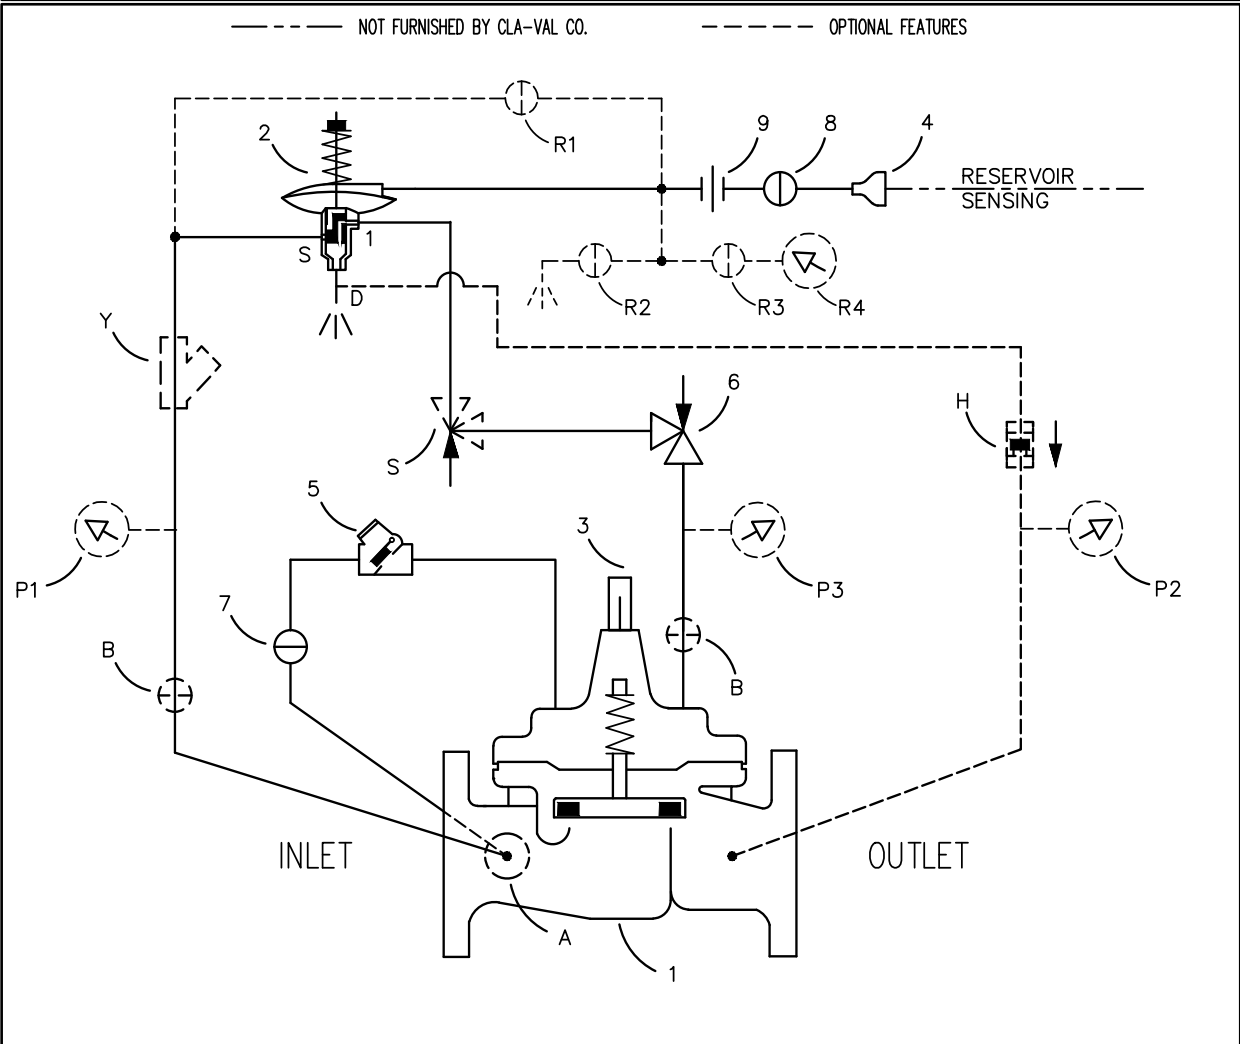 NOT FURNISHED BY CLA-VAL CO. OPTIONAL FEATURES
R1
2
9 8 4
RESERVOIR
SENSING
S 1
D
R2 R3 R4
Y
6
H
S
5
3
P1
P3
P2
7
B
B
INLET
OUTLET
A
1